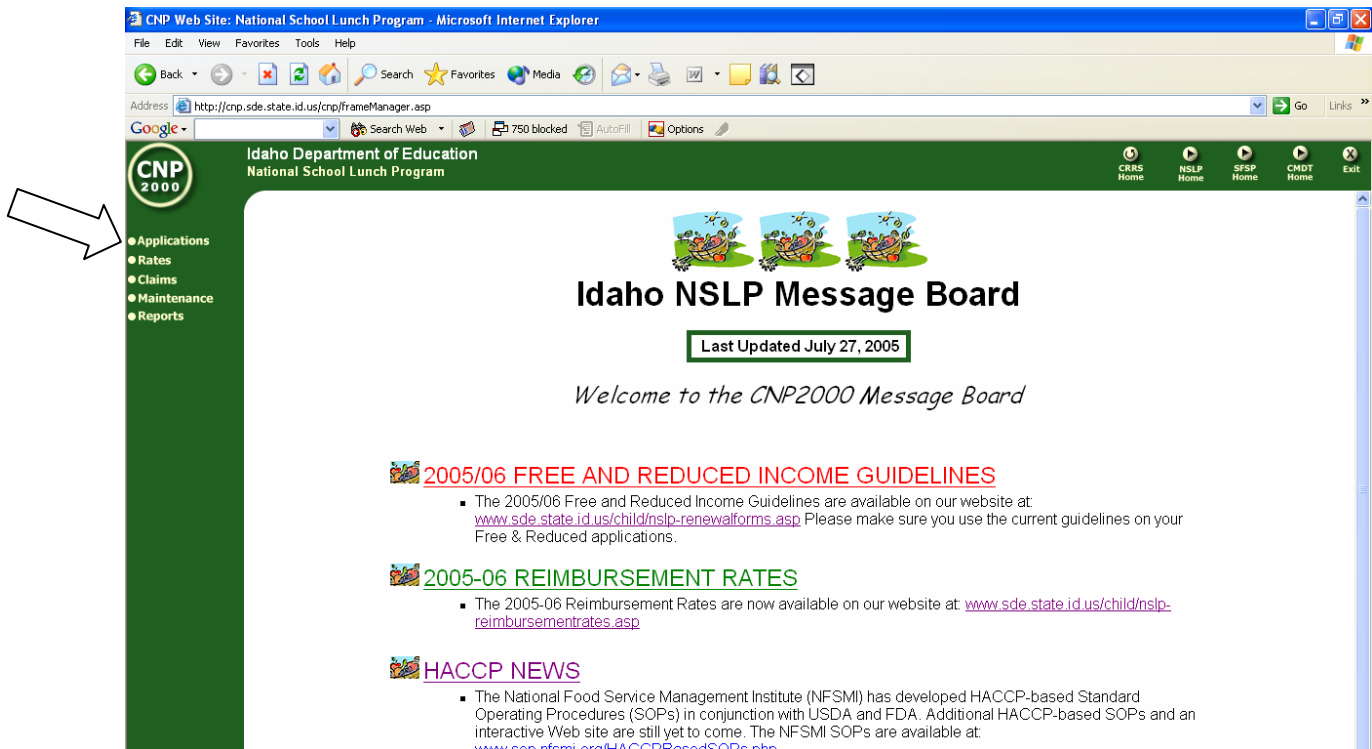 CNP Web Site: National School Lunch Program - Microsoft Internet Explorer
File Edit View Favorites Tools Help
Back Search Favorites Media
Address http://cnp.sde.state.id.us/cnp/frameManager.asp Go Links »
Google Search Web 750 blocked AutoFill Options
CNP
2000
Idaho Department of Education
National School Lunch Program
CRRS Home
NSLP Home
SFSP Home
CMDT Home
Exit
Applications
Rates
Claims
Maintenance
Reports
Idaho NSLP Message Board
Last Updated July 27, 2005
Welcome to the CNP2000 Message Board
2005/06 FREE AND REDUCED INCOME GUIDELINES
The 2005/06 Free and Reduced Income Guidelines are available on our website at:
www.sde.state.id.us/child/nslp-renewalforms.asp Please make sure you use the current guidelines on your
Free & Reduced applications.
2005-06 REIMBURSEMENT RATES
The 2005-06 Reimbursement Rates are now available on our website at: www.sde.state.id.us/child/nslp-
reimbursementrates.asp
HACCP NEWS
The National Food Service Management Institute (NFSMI) has developed HACCP-based Standard
Operating Procedures (SOPs) in conjunction with USDA and FDA. Additional HACCP-based SOPs and an
interactive Web site are still yet to come. The NFSMI SOPs are available at:
www.sop.nfsmi.org/HACCPBasedSOPs.php